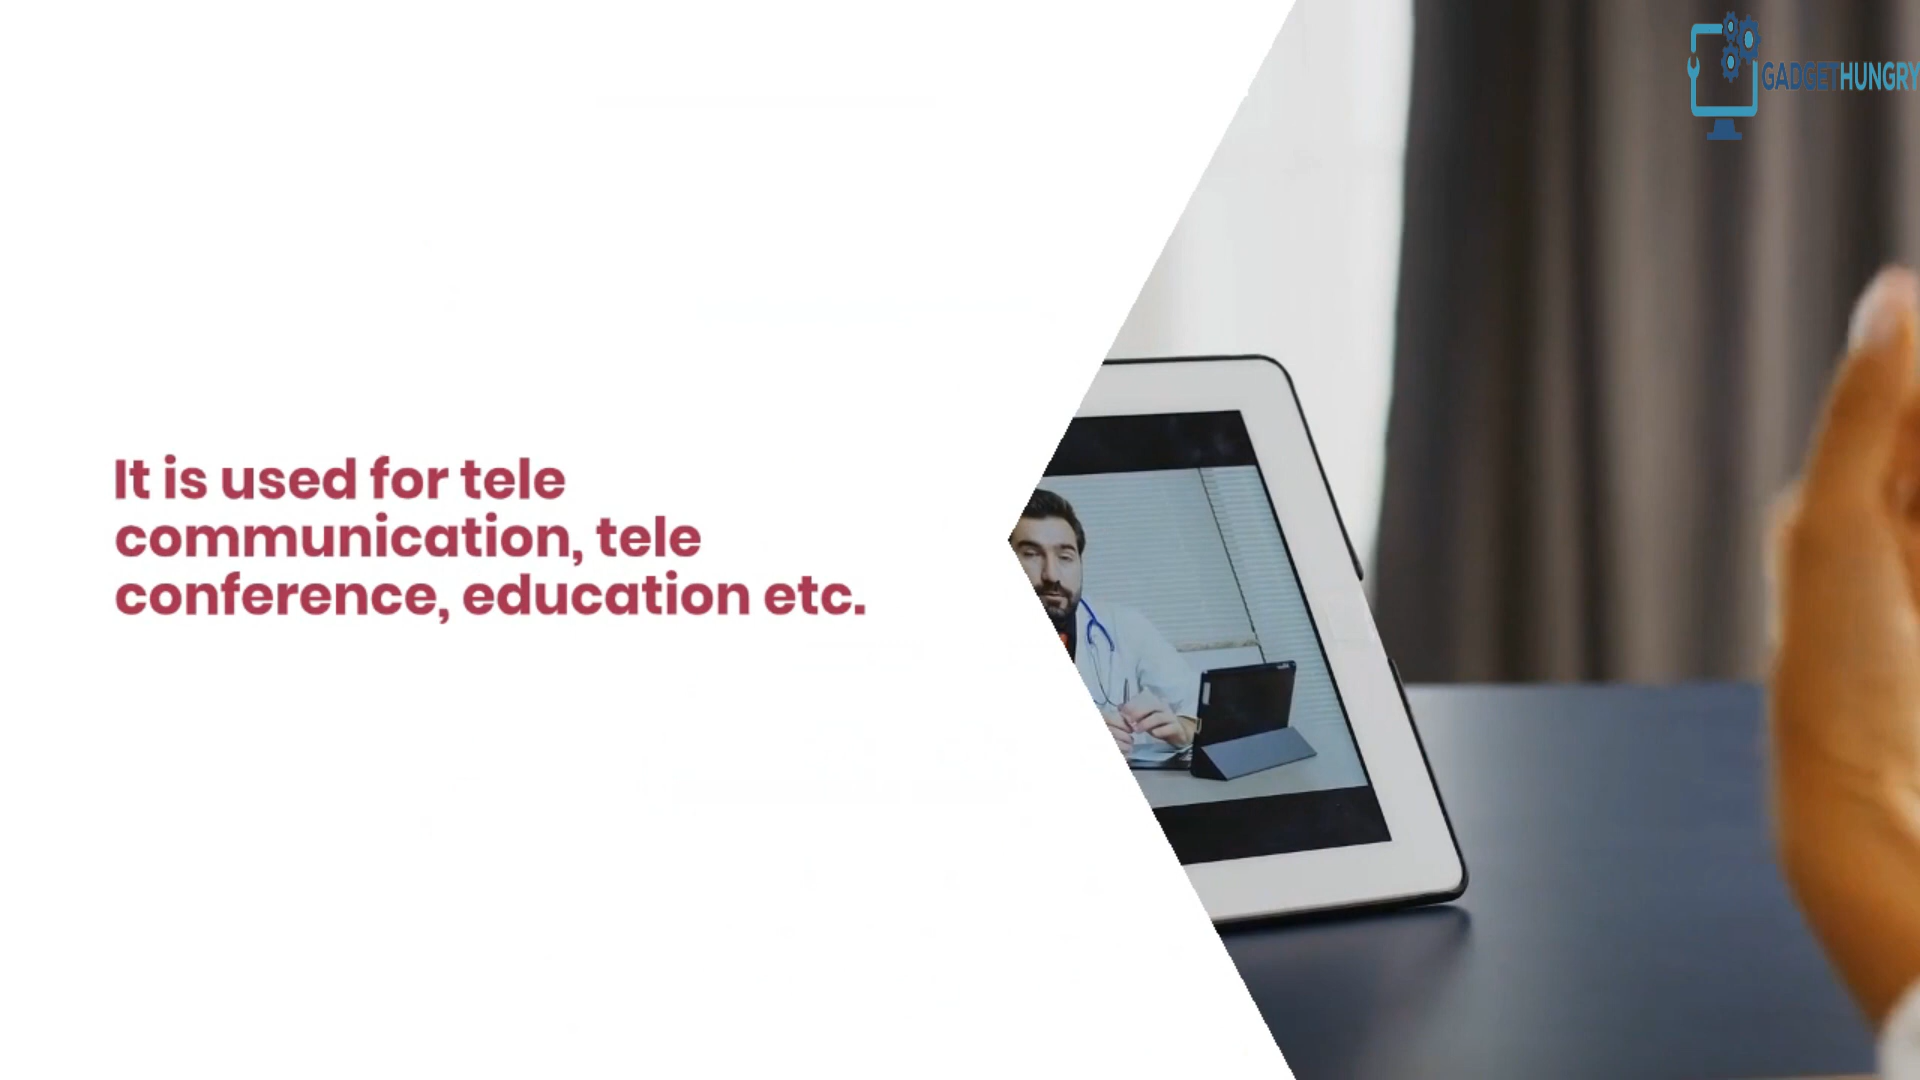 GADGETHUNGRY
It is used for tele
communication, tele
conference, education etc.